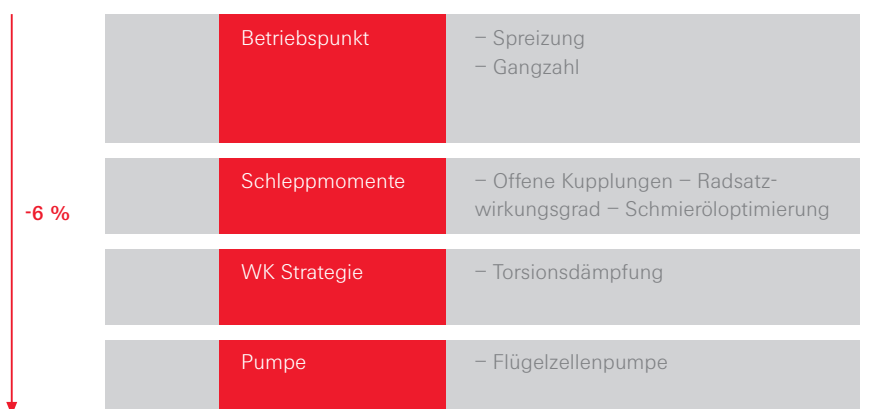 Betriebspunkt
– Spreizung
– Gangzahl
-6 %
Schleppmomente
– Offene Kupplungen – Radsatz-
wirkungsgrad – Schmieröloptimierung
WK Strategie
– Torsionsdämpfung
Pumpe
– Flügelzellenpumpe